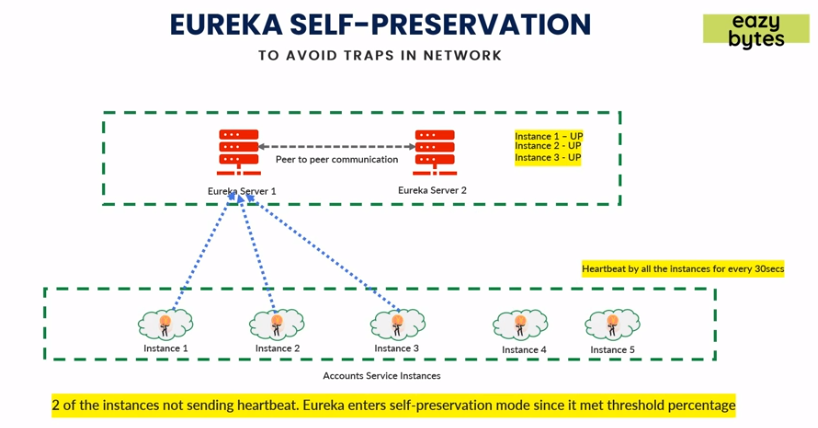 EUREKA SELF-PRESERVATION
TO AVOID TRAPS IN NETWORK
eazy
bytes
Instance 1 – UP
Instance 2 - UP
Instance 3 - UP
Peer to peer communication
Eureka Server 1
Eureka Server 2
Heartbeat by all the instances for every 30secs
Instance 1
Instance 2
Instance 3
Instance 4
Instance 5
Accounts Service Instances
2 of the instances not sending heartbeat. Eureka enters self-preservation mode since it met threshold percentage